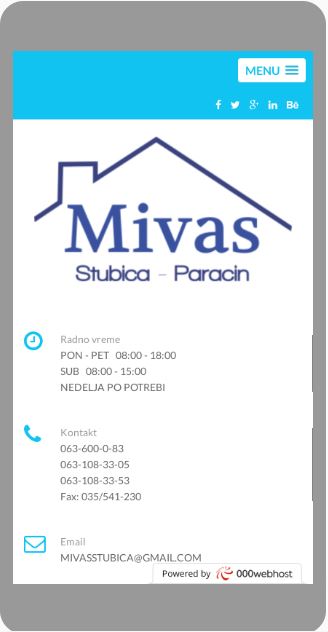 MENU
Mivas
Stubica - Paracin
Radno vreme
PON - PET 08:00 - 18:00
SUB 08:00 - 15:00
NEDELJA PO POTREBI
Kontakt
063-600-0-83
063-108-33-05
063-108-33-53
Fax: 035/541-230
Email
MIVASSTUBICA@GMAIL.COM
Powered by 000webhost